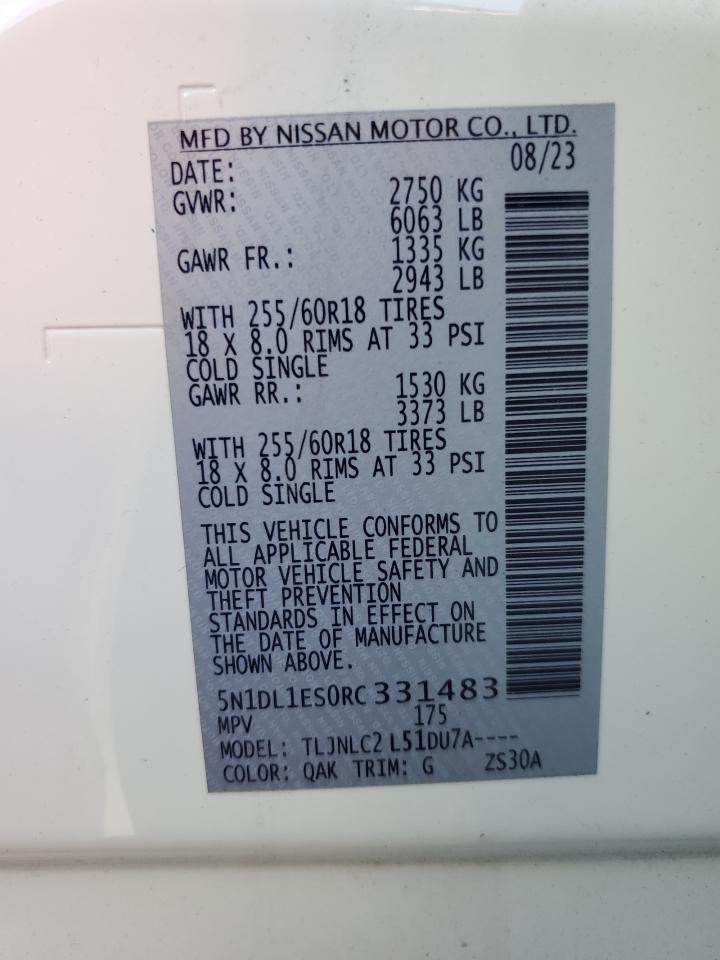 MFD BY NISSAN MOTOR CO., LTD.
DATE: 08/23
GVWR: 2750 KG
6063 LB
GAWR FR.: 1335 KG
2943 LB
WITH 255/60R18 TIRES
18 X 8.0 RIMS AT 33 PSI
COLD SINGLE
GAWR RR.: 1530 KG
3373 LB
WITH 255/60R18 TIRES
18 X 8.0 RIMS AT 33 PSI
COLD SINGLE
THIS VEHICLE CONFORMS TO
ALL APPLICABLE FEDERAL
MOTOR VEHICLE SAFETY AND
THEFT PREVENTION
STANDARDS IN EFFECT ON
THE DATE OF MANUFACTURE
SHOWN ABOVE.
5N1DL1ES0RC 331483
MPV 175
MODEL: TLJNLC2 L51DU7A----
COLOR: QAK TRIM: G ZS30A